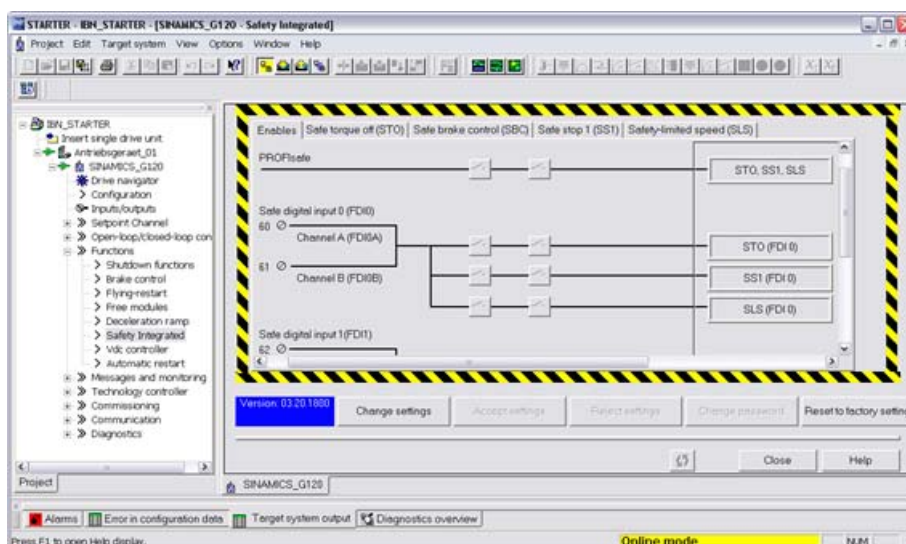 STARTER - IBN_STARTER - [SINAMICS_G120 - Safety Integrated]
Project Edit Target system View Options Window Help
IBN_STARTER
Insert single drive unit
Antriebsgeraet_01
SINAMICS_G120
Drive navigator
Configuration
Inputs/outputs
Setpoint Channel
Open-loop/closed-loop con
Functions
Shutdown functions
Brake control
Flying-restart
Free modules
Deceleration ramp
Safety Integrated
Vdc controller
Automatic restart
Messages and monitoring
Technology controller
Commissioning
Communication
Diagnostics
Project
Enables Safe torque off (STO) Safe brake control (SBC) Safe stop 1 (SS1) Safety-limited speed (SLS)
PROFIsafe
STO, SS1, SLS
Safe digital input 0 (FDI0)
60
Channel A (FDI0A)
STO (FDI 0)
61
Channel B (FDI0B)
SS1 (FDI 0)
SLS (FDI 0)
Safe digital input 1(FDI1)
62
Version: 03.20.1880
Change settings Accept settings Reject settings Change password Reset to factory settin
Close Help
SINAMICS_G120
Alarms Error in configuration data Target system output Diagnostics overview
Press F1 to open Help display. Online mode NUM